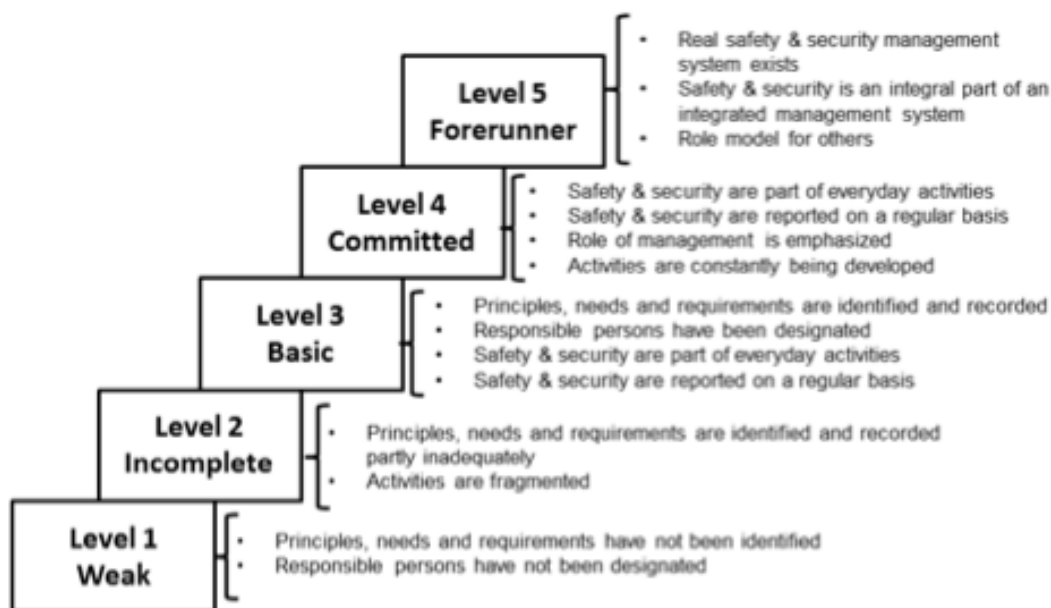 Level 5
Forerunner
• Real safety & security management
system exists
• Safety & security is an integral part of an
integrated management system
• Role model for others
Level 4
Committed
• Safety & security are part of everyday activities
• Safety & security are reported on a regular basis
• Role of management is emphasized
• Activities are constantly being developed
Level 3
Basic
• Principles, needs and requirements are identified and recorded
• Responsible persons have been designated
• Safety & security are part of everyday activities
• Safety & security are reported on a regular basis
Level 2
Incomplete
• Principles, needs and requirements are identified and recorded
partly inadequately
• Activities are fragmented
Level 1
Weak
• Principles, needs and requirements have not been identified
• Responsible persons have not been designated